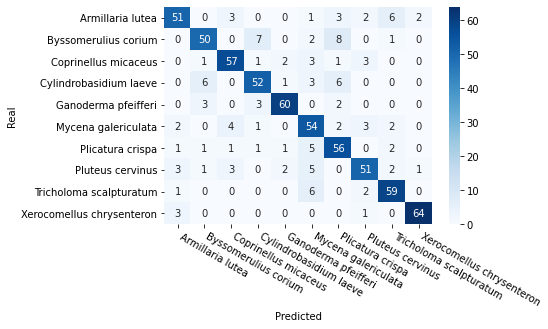 Armillaria lutea 51 0 3 0 0 1 3 2 6 2
Byssomerulius corium 0 50 0 7 0 2 8 0 1 0
Coprinellus micaceus 0 1 57 1 2 3 1 3 0 0
Cylindrobasidium laeve 0 6 0 52 1 3 6 0 0 0
Ganoderma pfeifferi 0 3 0 3 60 0 2 0 0 0
Mycena galericulata 2 0 4 1 0 54 2 3 2 0
Plicatura crispa 1 1 1 1 1 5 56 0 2 0
Pluteus cervinus 3 1 3 0 2 5 0 51 2 1
Tricholoma scalpturatum 1 0 0 0 0 6 0 2 59 0
Xerocomellus chrysenteron 3 0 0 0 0 0 0 1 0 64
Real
Armillaria lutea
Byssomerulius corium
Coprinellus micaceus
Cylindrobasidium laeve
Ganoderma pfeifferi
Mycena galericulata
Plicatura crispa
Pluteus cervinus
Tricholoma scalpturatum
Xerocomellus chrysenteron
Predicted
60
50
40
30
20
10
0